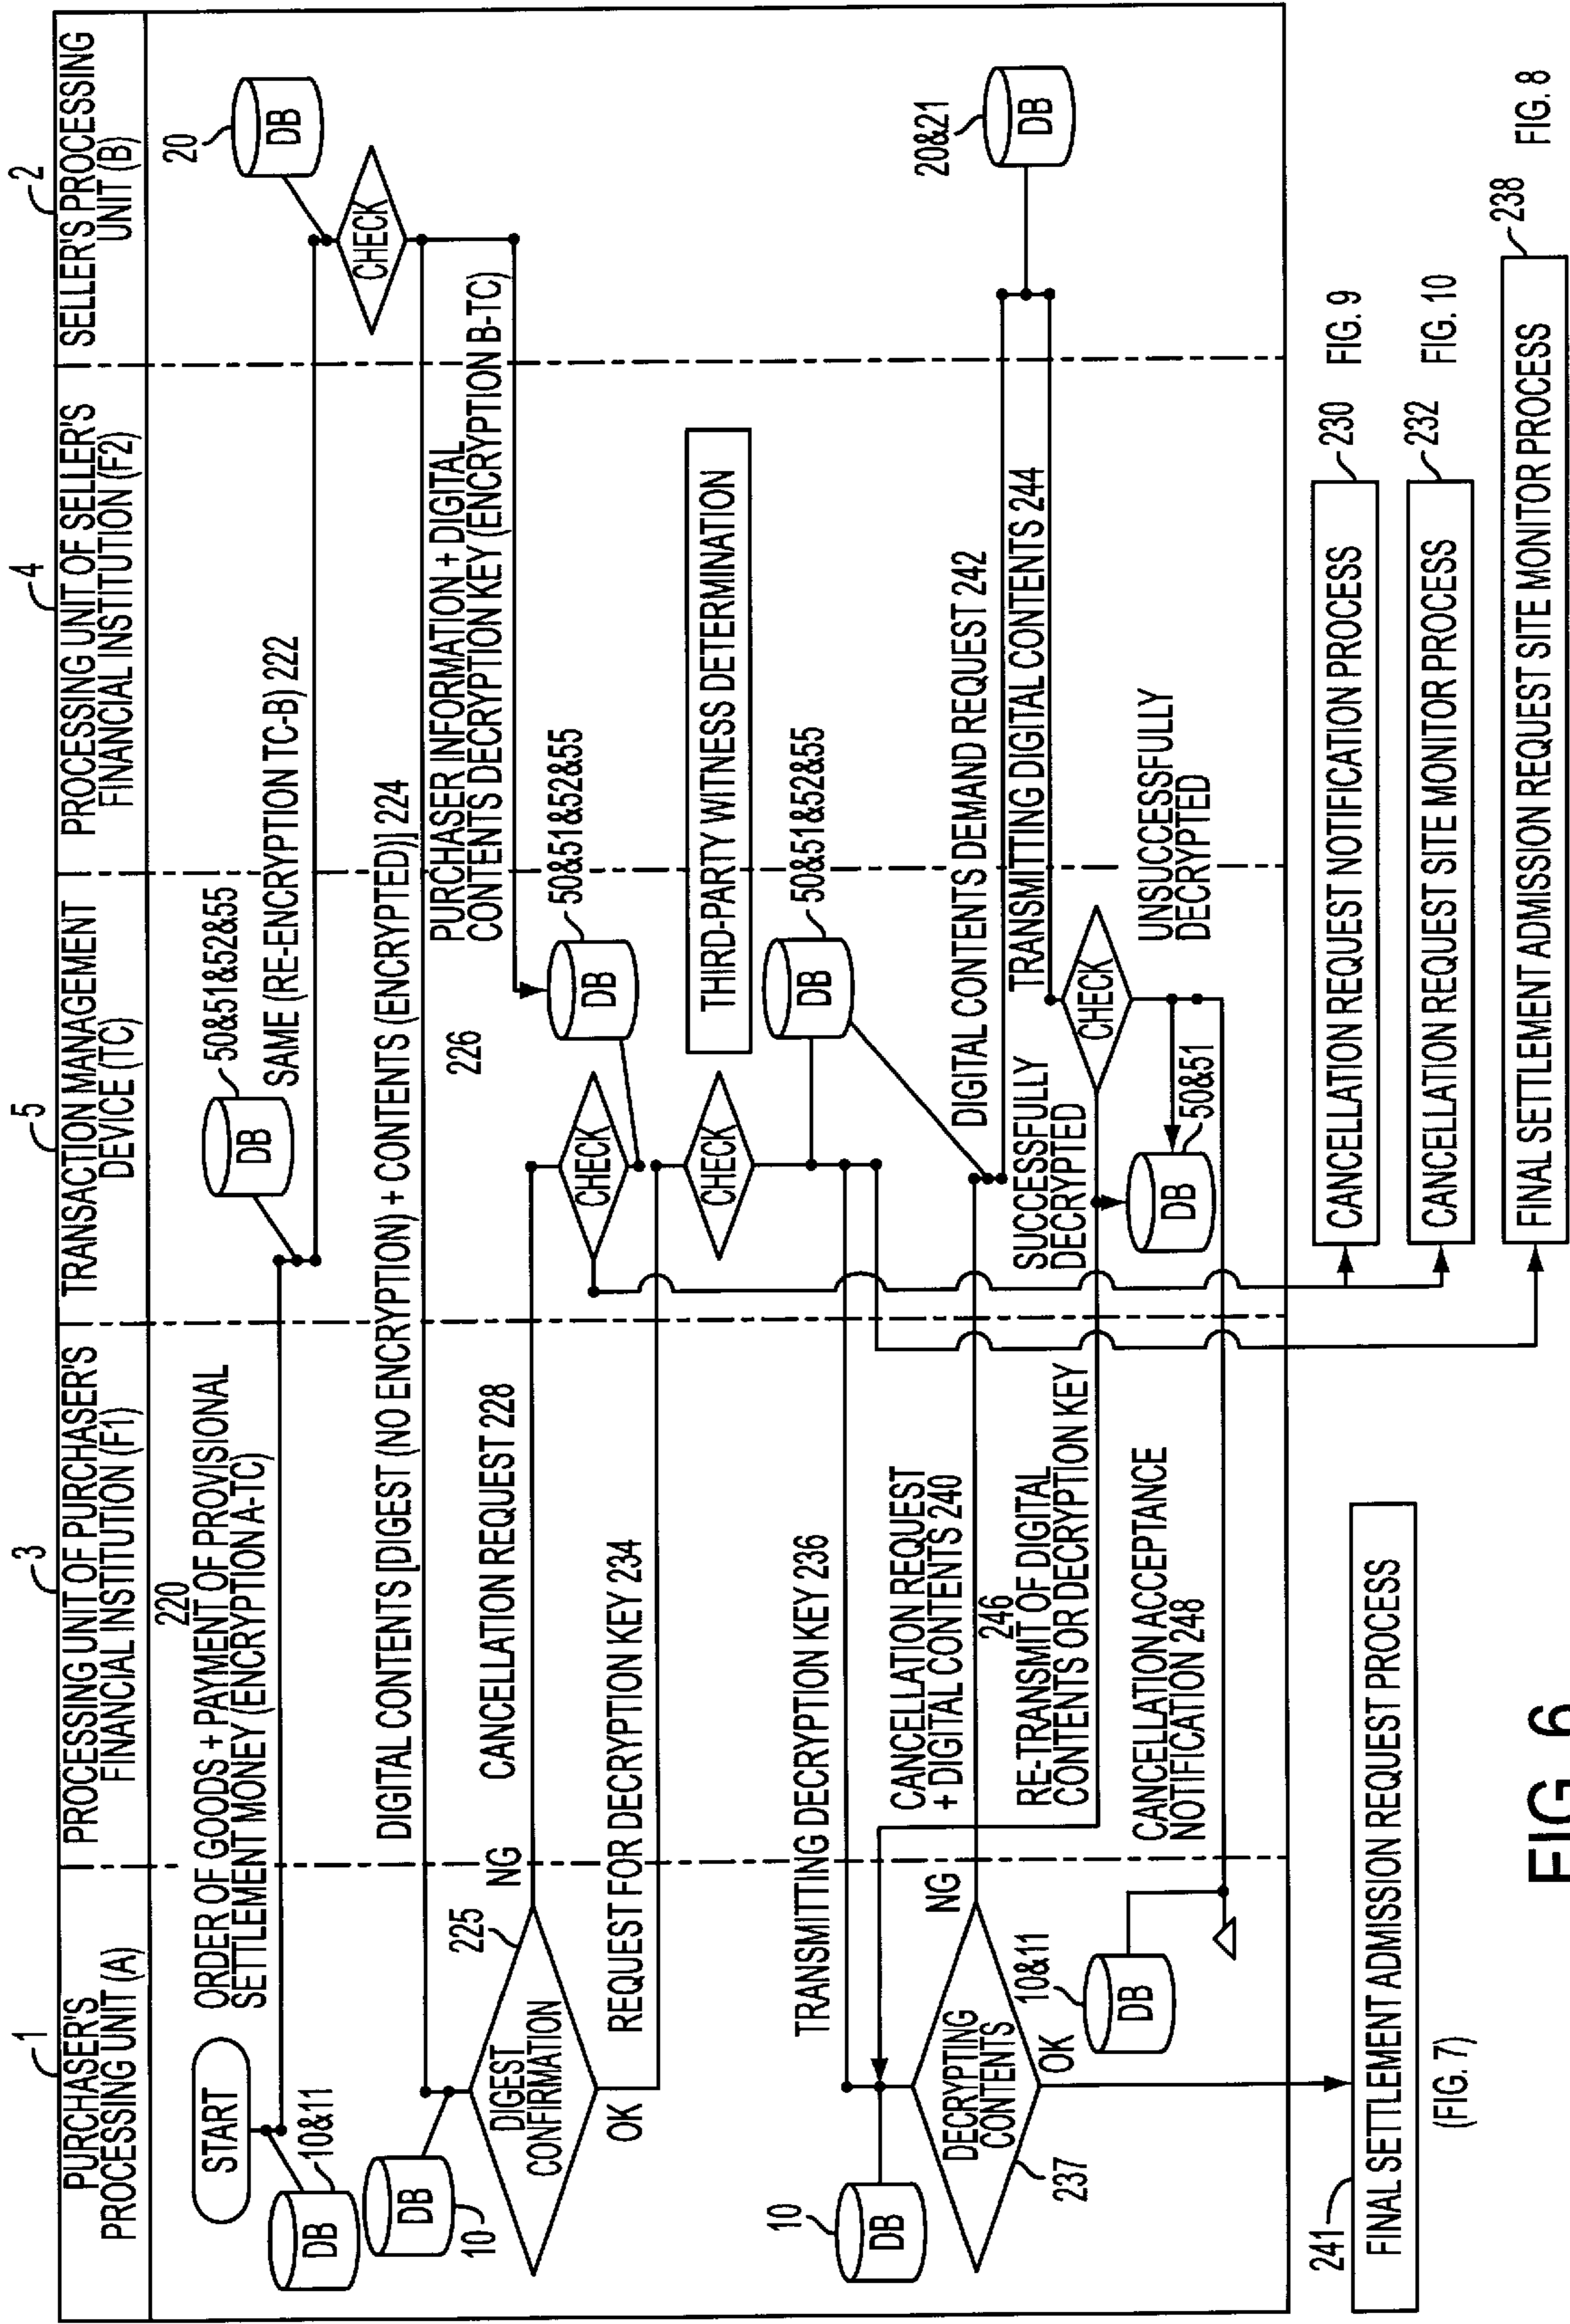 1
PURCHASER'S
PROCESSING UNIT (A)
3
PROCESSING UNIT OF PURCHASER'S
FINANCIAL INSTITUTION (F1)
5
TRANSACTION MANAGEMENT
DEVICE (TC)
4
PROCESSING UNIT OF SELLER'S
FINANCIAL INSTITUTION (F2)
2
SELLER'S PROCESSING
UNIT (B)
START
DB
10&11
220
ORDER OF GOODS + PAYMENT OF PROVISIONAL
SETTLEMENT MONEY (ENCRYPTION A-TC)
DB
50&51&52&55
SAME (RE-ENCRYPTION TC-B) 222
20
DB
CHECK
DIGITAL CONTENTS [DIGEST (NO ENCRYPTION) + CONTENTS (ENCRYPTED)] 224
PURCHASER INFORMATION + DIGITAL
CONTENTS DECRYPTION KEY (ENCRYPTION B-TC)
226
DB
10
225
DIGEST
CONFIRMATION
NG
OK
CANCELLATION REQUEST 228
CHECK
DB
50&51&52&55
REQUEST FOR DECRYPTION KEY 234
CHECK
THIRD-PARTY WITNESS DETERMINATION
DB
50&51&52&55
TRANSMITTING DECRYPTION KEY 236
10
DB
DECRYPTING
CONTENTS
237
NG
OK
CANCELLATION REQUEST
+ DIGITAL CONTENTS 240
DIGITAL CONTENTS DEMAND REQUEST 242
20&21
DB
TRANSMITTING DIGITAL CONTENTS 244
246
RE-TRANSMIT OF DIGITAL
CONTENTS OR DECRYPTION KEY
SUCCESSFULLY
DECRYPTED
CHECK
UNSUCCESSFULLY
DECRYPTED
DB
50&51
10&11
DB
CANCELLATION ACCEPTANCE
NOTIFICATION 248
CANCELLATION REQUEST NOTIFICATION PROCESS
230
FIG. 9
241
FINAL SETTLEMENT ADMISSION REQUEST PROCESS
(FIG. 7)
CANCELLATION REQUEST SITE MONITOR PROCESS
232
FIG. 10
FINAL SETTLEMENT ADMISSION REQUEST SITE MONITOR PROCESS
238
FIG. 8
FIG. 6